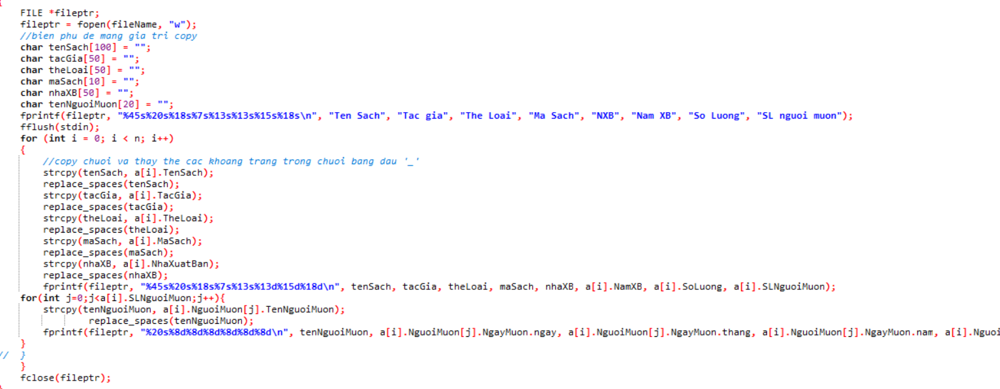 {
FILE *fileptr;
fileptr = fopen(fileName, "w");
//bien phu de mang gia tri copy
char tenSach[100] = "";
char tacGia[50] = "";
char theLoai[50] = "";
char maSach[10] = "";
char nhaXB[50] = "";
char tenNguoiMuon[20] = "";
fprintf(fileptr, "%45s%20s%18s%7s%13s%13s%15s%18s\n", "Ten Sach", "Tac gia", "The Loai", "Ma Sach", "NXB", "Nam XB", "So Luong", "SL nguoi muon");
fflush(stdin);
for (int i = 0; i < n; i++)
{
//copy chuoi va thay the cac khoang trang trong chuoi bang dau '_'
strcpy(tenSach, a[i].TenSach);
replace_spaces(tenSach);
strcpy(tacGia, a[i].TacGia);
replace_spaces(tacGia);
strcpy(theLoai, a[i].TheLoai);
replace_spaces(theLoai);
strcpy(maSach, a[i].MaSach);
replace_spaces(maSach);
strcpy(nhaXB, a[i].NhaXuatBan);
replace_spaces(nhaXB);
fprintf(fileptr, "%45s%20s%18s%7s%13s%13d%15d%18d\n", tenSach, tacGia, theLoai, maSach, nhaXB, a[i].NamXB, a[i].SoLuong, a[i].SLNguoiMuon);
for(int j=0;j<a[i].SLNguoiMuon;j++){
strcpy(tenNguoiMuon, a[i].NguoiMuon[j].TenNguoiMuon);
replace_spaces(tenNguoiMuon);
fprintf(fileptr, "%20s%8d%8d%8d%8d%8d%8d\n", tenNguoiMuon, a[i].NguoiMuon[j].NgayMuon.ngay, a[i].NguoiMuon[j].NgayMuon.thang, a[i].NguoiMuon[j].NgayMuon.nam, a[i].Nguoi
}
// }
}
fclose(fileptr);